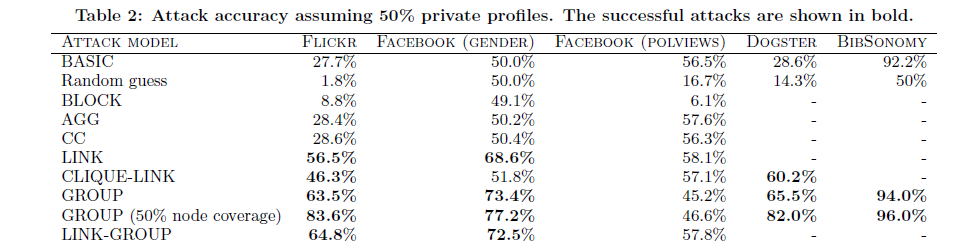 Table 2: Attack accuracy assuming 50% private profiles. The successful attacks are shown in bold.
ATTACK MODEL FLICKR FACEBOOK (GENDER) FACEBOOK (POLVIEWS) DOGSTER BIBSONOMY
BASIC 27.7% 50.0% 56.5% 28.6% 92.2%
Random guess 1.8% 50.0% 16.7% 14.3% 50%
BLOCK 8.8% 49.1% 6.1% - -
AGG 28.4% 50.2% 57.6% - -
CC 28.6% 50.4% 56.3% - -
LINK 56.5% 68.6% 58.1% - -
CLIQUE-LINK 46.3% 51.8% 57.1% 60.2% -
GROUP 63.5% 73.4% 45.2% 65.5% 94.0%
GROUP (50% node coverage) 83.6% 77.2% 46.6% 82.0% 96.0%
LINK-GROUP 64.8% 72.5% 57.8% - -